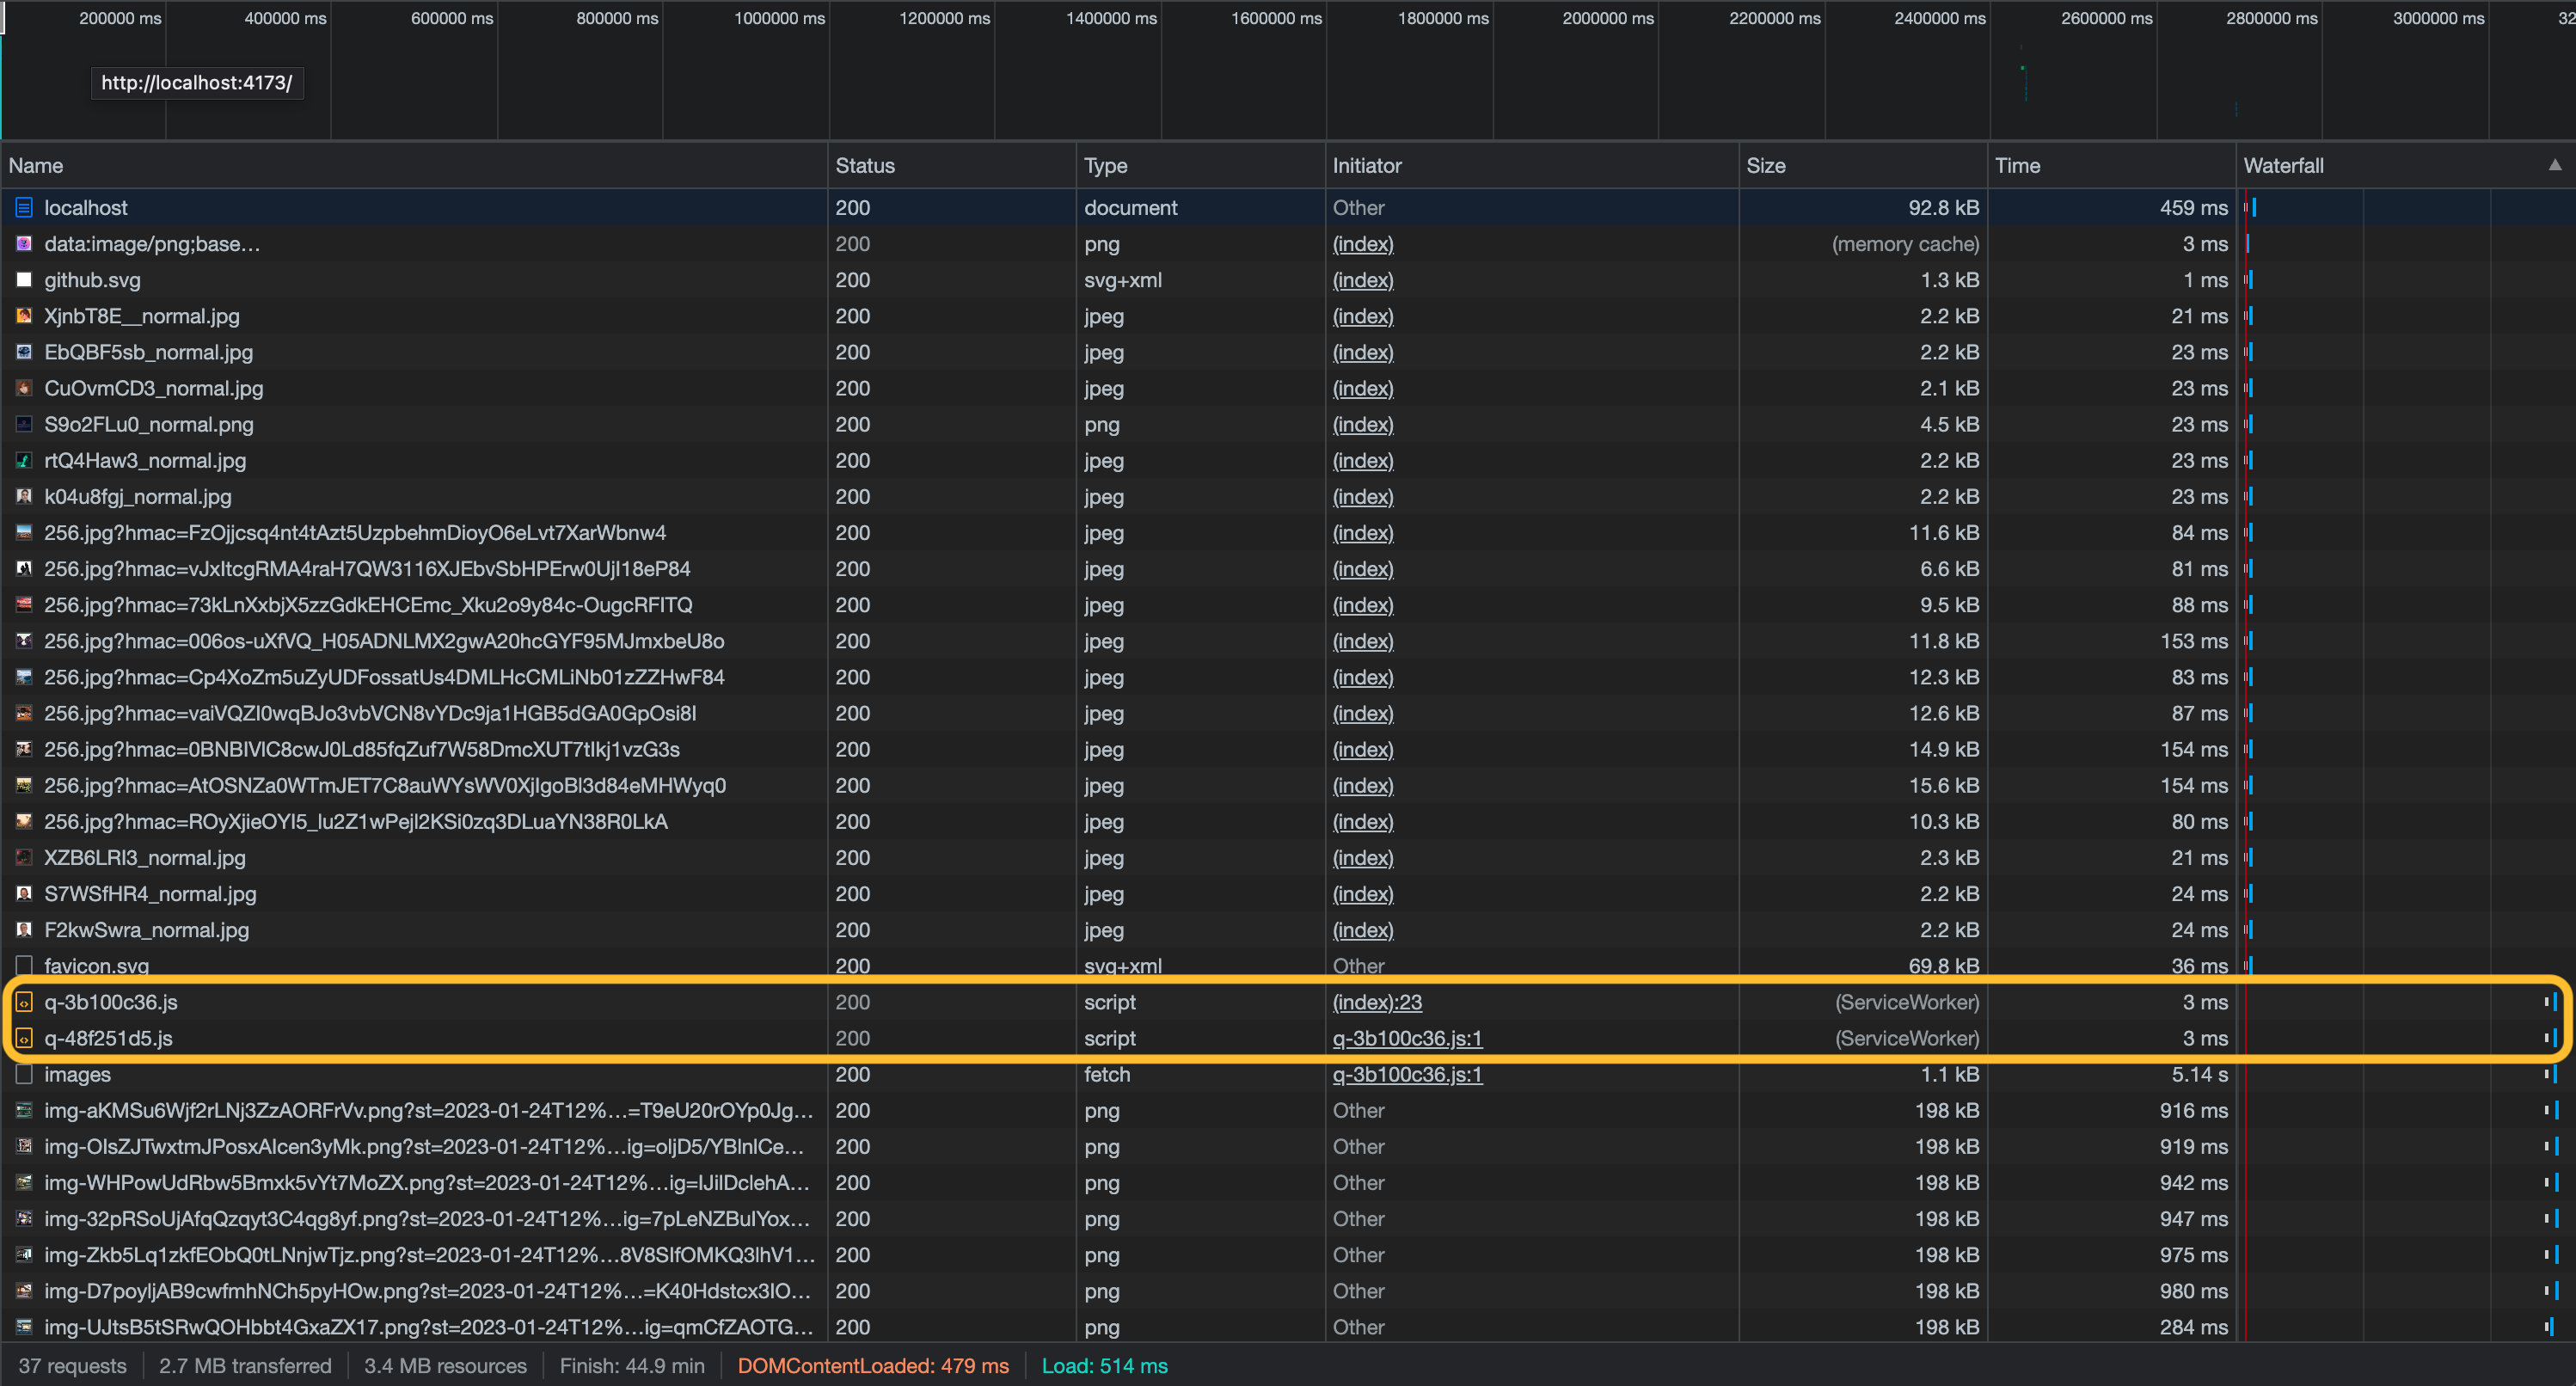 200000 ms 400000 ms 600000 ms 800000 ms 1000000 ms 1200000 ms 1400000 ms 1600000 ms 1800000 ms 2000000 ms 2200000 ms 2400000 ms 2600000 ms 2800000 ms 3000000 ms 32
http://localhost:4173/
Name Status Type Initiator Size Time Waterfall
localhost 200 document Other 92.8 kB 459 ms
data:image/png;base… 200 png (index) (memory cache) 3 ms
github.svg 200 svg+xml (index) 1.3 kB 1 ms
XjnbT8E__normal.jpg 200 jpeg (index) 2.2 kB 21 ms
EbQBF5sb_normal.jpg 200 jpeg (index) 2.2 kB 23 ms
CuOvmCD3_normal.jpg 200 jpeg (index) 2.1 kB 23 ms
S9o2FLu0_normal.png 200 png (index) 4.5 kB 23 ms
rtQ4Haw3_normal.jpg 200 jpeg (index) 2.2 kB 23 ms
k04u8fgj_normal.jpg 200 jpeg (index) 2.2 kB 23 ms
256.jpg?hmac=FzOjjcsq4nt4tAzt5UzpbehmDioyO6eLvt7XarWbnw4 200 jpeg (index) 11.6 kB 84 ms
256.jpg?hmac=vJxItcgRMA4raH7QW3116XJEbvSbHPErw0UjI18eP84 200 jpeg (index) 6.6 kB 81 ms
256.jpg?hmac=73kLnXxbjX5zzGdkEHCEmc_Xku2o9y84c-OugcRFITQ 200 jpeg (index) 9.5 kB 88 ms
256.jpg?hmac=006os-uXfVQ_H05ADNLMX2gwA20hcGYF95MJmxbeU8o 200 jpeg (index) 11.8 kB 153 ms
256.jpg?hmac=Cp4XoZm5uZyUDFossatUs4DMLHcCMLiNb01zZZHwF84 200 jpeg (index) 12.3 kB 83 ms
256.jpg?hmac=vaiVQZI0wqBJo3vbVCN8vYDc9ja1HGB5dGA0GpOsi8I 200 jpeg (index) 12.6 kB 87 ms
256.jpg?hmac=0BNBIVIC8cwJ0Ld85fqZuf7W58DmcXUT7tIkj1vzG3s 200 jpeg (index) 14.9 kB 154 ms
256.jpg?hmac=AtOSNZa0WTmJET7C8auWYsWV0XjIgoBl3d84eMHWyq0 200 jpeg (index) 15.6 kB 154 ms
256.jpg?hmac=ROyXjieOYI5_lu2Z1wPejl2KSi0zq3DLuaYN38R0LkA 200 jpeg (index) 10.3 kB 80 ms
XZB6LRI3_normal.jpg 200 jpeg (index) 2.3 kB 21 ms
S7WSfHR4_normal.jpg 200 jpeg (index) 2.2 kB 24 ms
F2kwSwra_normal.jpg 200 jpeg (index) 2.2 kB 24 ms
favicon.svg 200 svg+xml Other 69.8 kB 36 ms
q-3b100c36.js 200 script (index):23 (ServiceWorker) 3 ms
q-48f251d5.js 200 script q-3b100c36.js:1 (ServiceWorker) 3 ms
images 200 fetch q-3b100c36.js:1 1.1 kB 5.14 s
img-aKMSu6Wjf2rLNj3ZzAORFrVv.png?st=2023-01-24T12%…=T9eU20rOYp0Jg… 200 png Other 198 kB 916 ms
img-OlsZJTwxtmJPosxAlcen3yMk.png?st=2023-01-24T12%…ig=oljD5/YBlnlCe… 200 png Other 198 kB 919 ms
img-WHPowUdRbw5Bmxk5vYt7MoZX.png?st=2023-01-24T12%…ig=IJilDclehA… 200 png Other 198 kB 942 ms
img-32pRSoUjAfqQzqyt3C4qg8yf.png?st=2023-01-24T12%…ig=7pLeNZBulYox… 200 png Other 198 kB 947 ms
img-Zkb5Lq1zkfEObQ0tLNnjwTjz.png?st=2023-01-24T12%…8V8SIfOMKQ3lhV1… 200 png Other 198 kB 975 ms
img-D7poyljAB9cwfmhNCh5pyHOw.png?st=2023-01-24T12%…=K40Hdstcx3IO… 200 png Other 198 kB 980 ms
img-UJtsB5tSRwQOHbbt4GxaZX17.png?st=2023-01-24T12%…ig=qmCfZAOTG… 200 png Other 198 kB 284 ms
37 requests 2.7 MB transferred 3.4 MB resources Finish: 44.9 min DOMContentLoaded: 479 ms Load: 514 ms